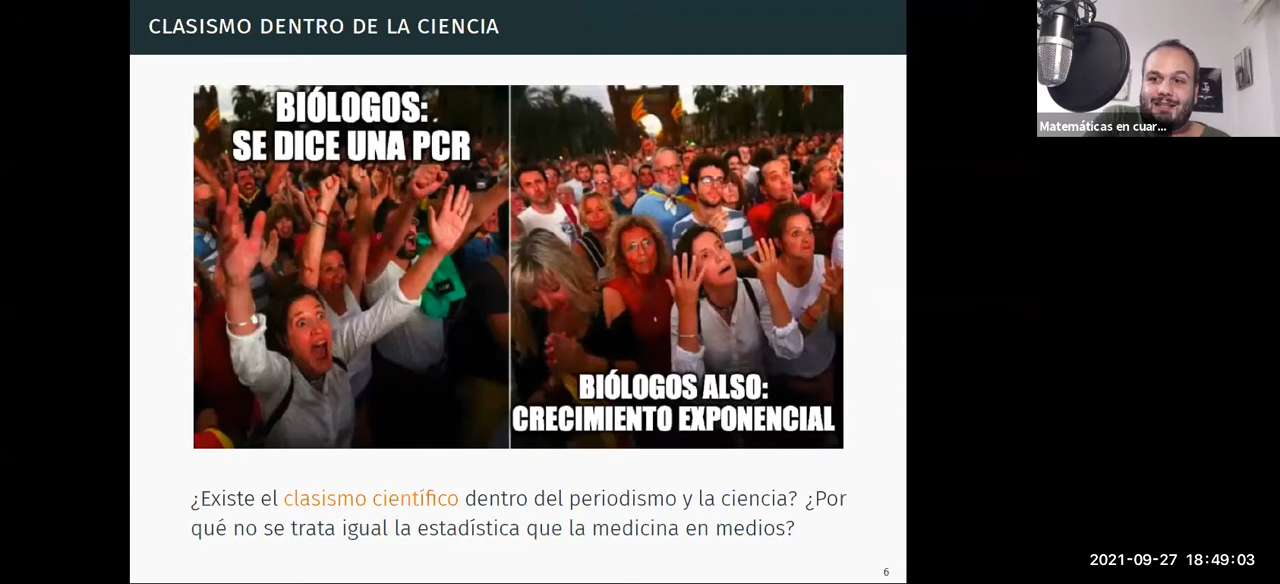 CLASISMO DENTRO DE LA CIENCIA
BIÓLOGOS:
SE DICE UNA PCR
BIÓLOGOS ALSO:
CRECIMIENTO EXPONENCIAL
¿Existe el clasismo científico dentro del periodismo y la ciencia? ¿Por
qué no se trata igual la estadística que la medicina en medios?
6
Matemáticas en cuar...
2021-09-27 18:49:03